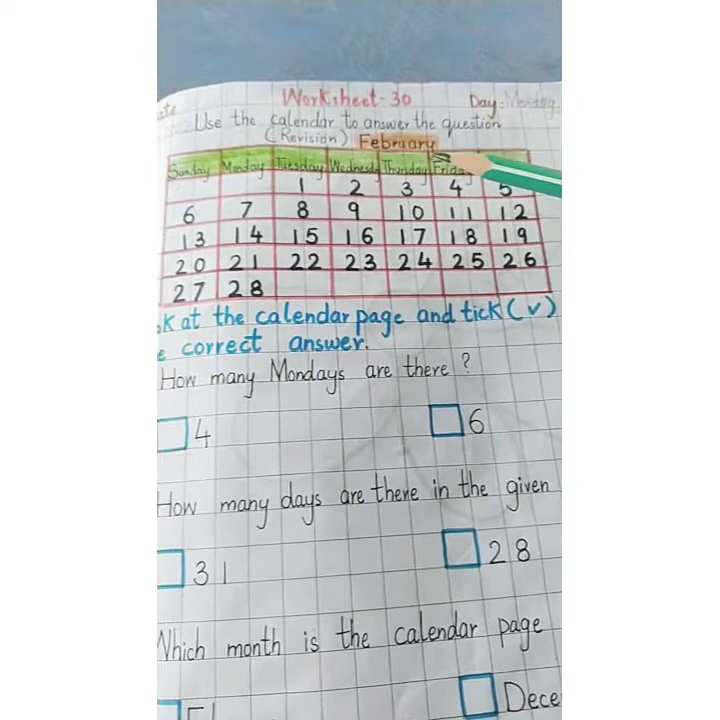 Worksheet-30 Day: Monday
Use the calendar to answer the question
(Revision) February
Sunday Monday Tuesday Wednesday Thursday Friday
1 2 3 4 5
6 7 8 9 10 11 12
13 14 15 16 17 18 19
20 21 22 23 24 25 26
27 28
at the calendar page and tick (✓)
correct answer.
How many Mondays are there?
4 6
How many days are there in the given
31 28
Which month is the calendar page
Dece